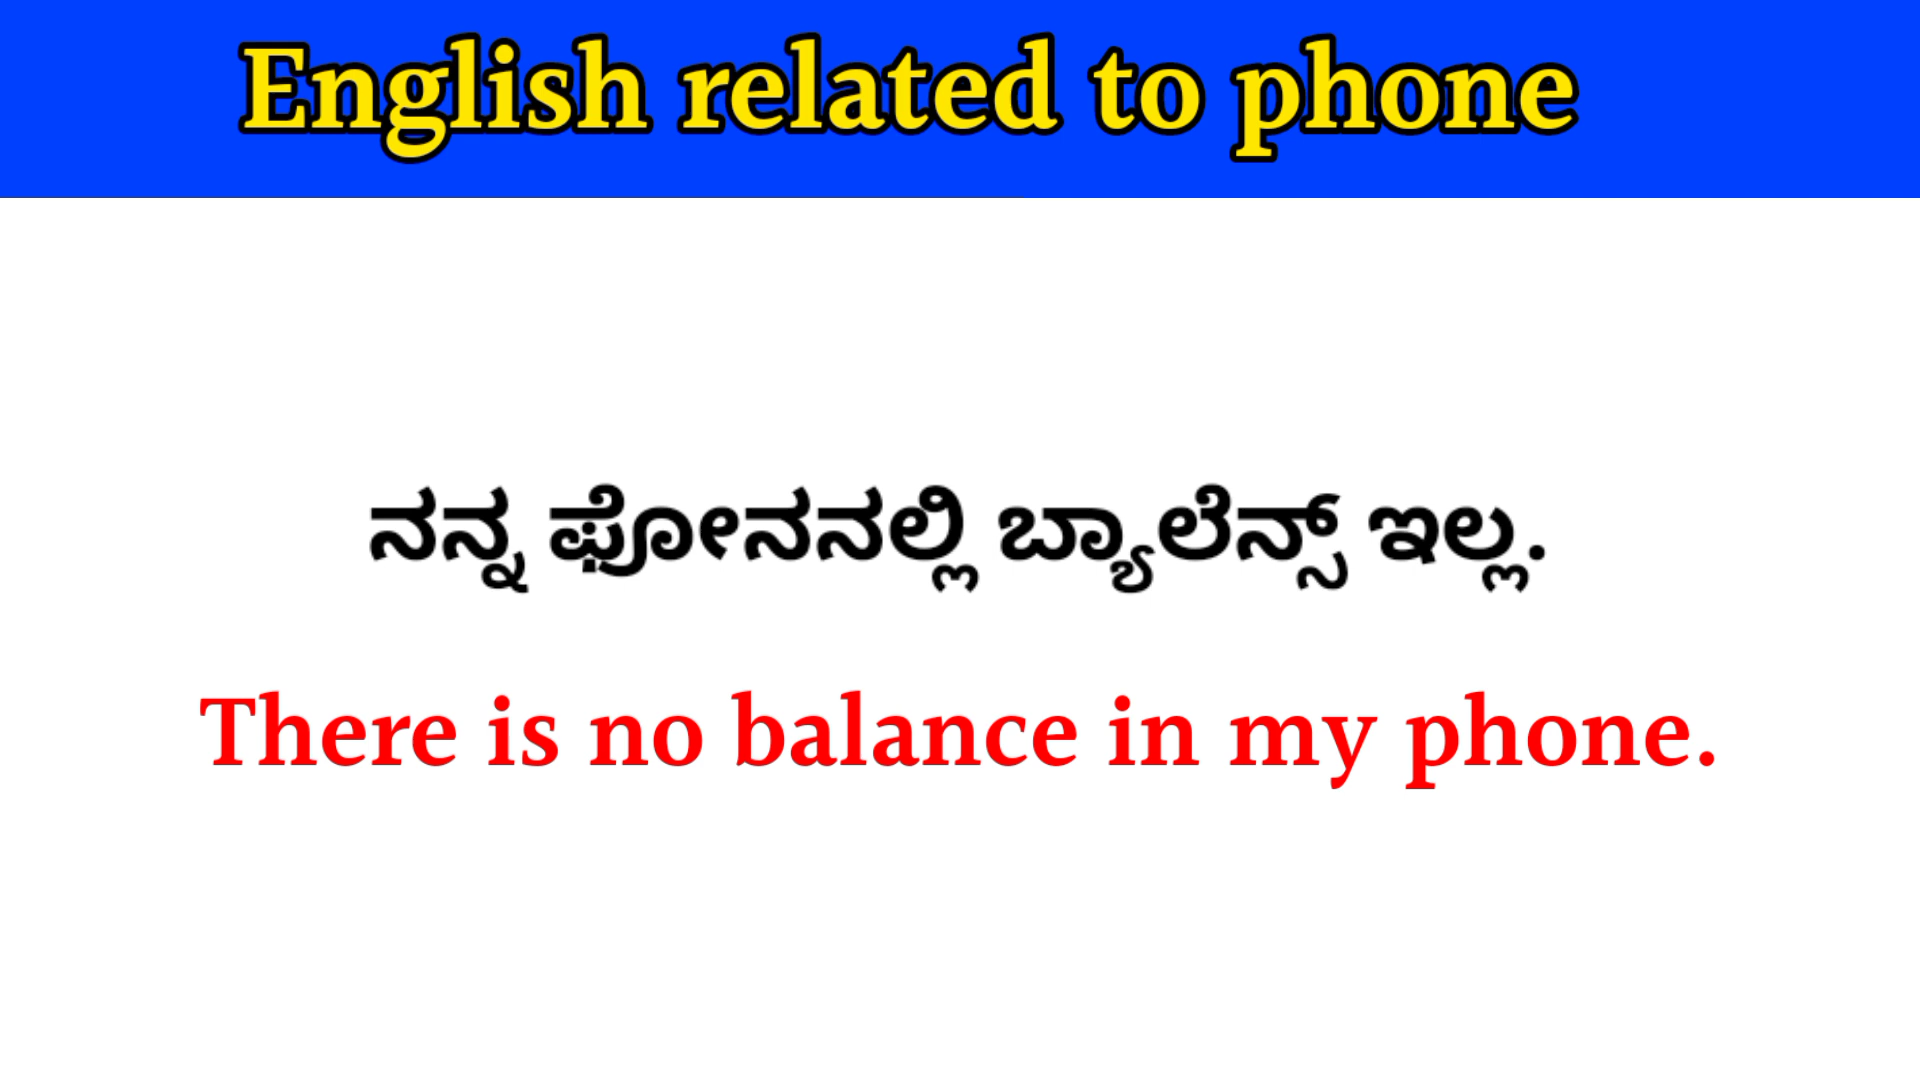 English related to phone
ನನ್ನ ಫೋನನಲ್ಲಿ ಬ್ಯಾಲೆನ್ಸ್ ಇಲ್ಲ.
There is no balance in my phone.